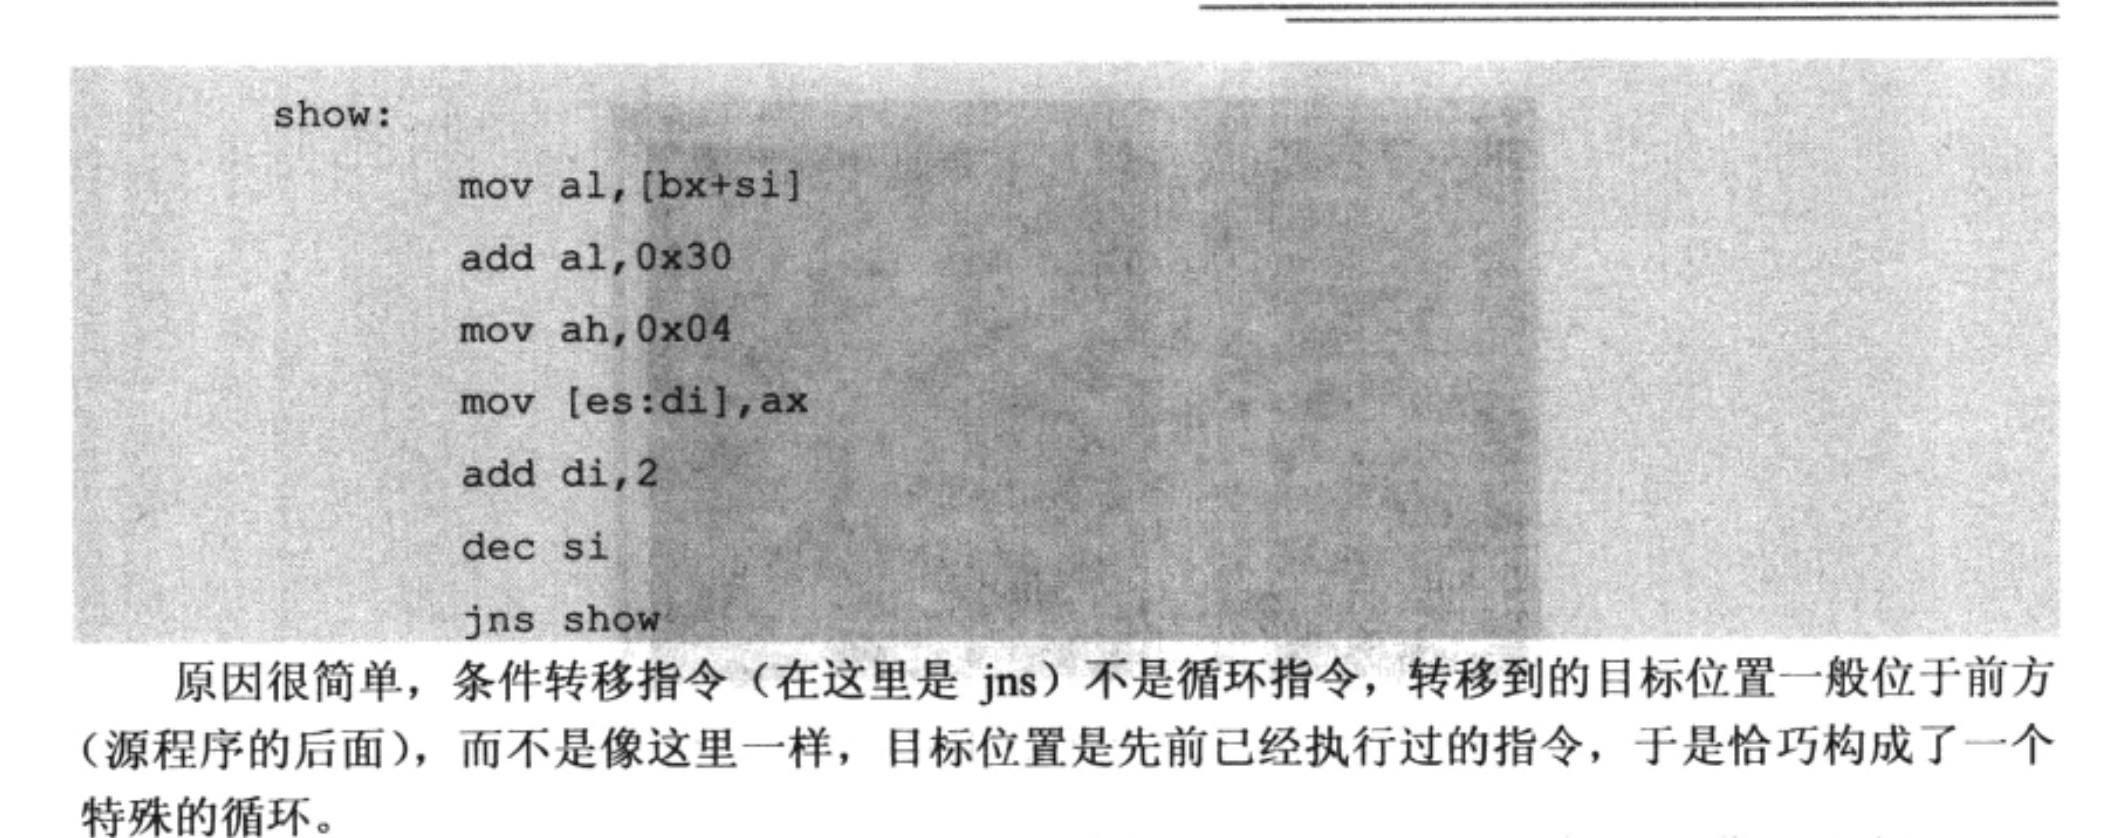 show:
mov al,[bx+si]
add al,0x30
mov ah,0x04
mov [es:di],ax
add di,2
dec si
jns show
原因很简单，条件转移指令（在这里是 jns）不是循环指令，转移到的目标位置一般位于前方
（源程序的后面），而不是像这里一样，目标位置是先前已经执行过的指令，于是恰巧构成了一个
特殊的循环。